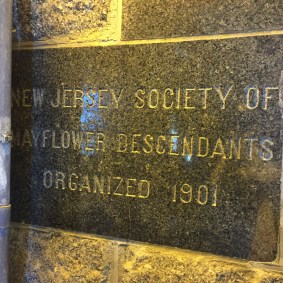 NEW JERSEY SOCIETY OF
MAYFLOWER DESCENDANTS
ORGANIZED 1901